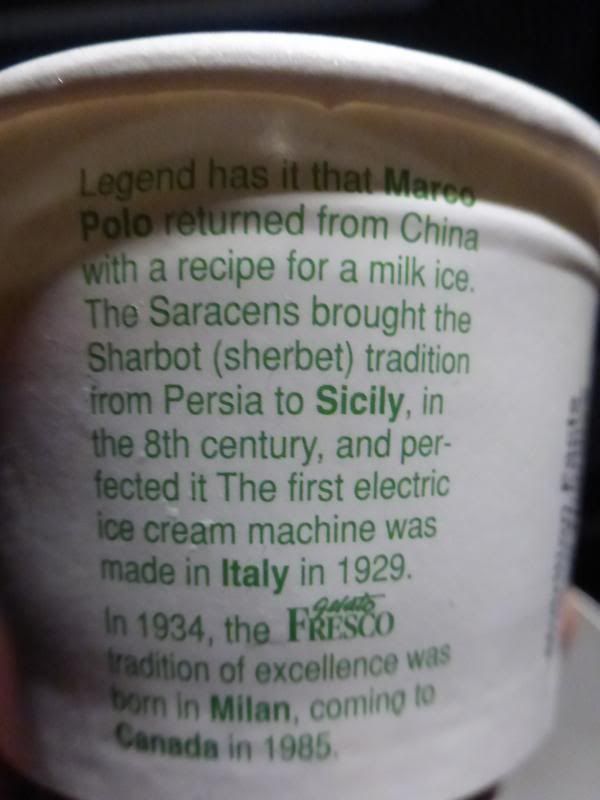 Legend has it that Marco
Polo returned from China
with a recipe for a milk ice.
The Saracens brought the
Sharbot (sherbet) tradition
from Persia to Sicily, in
the 8th century, and per-
fected it The first electric
ice cream machine was
made in Italy in 1929.
In 1934, the gelato FRESCO
tradition of excellence was
born in Milan, coming to
Canada in 1985.